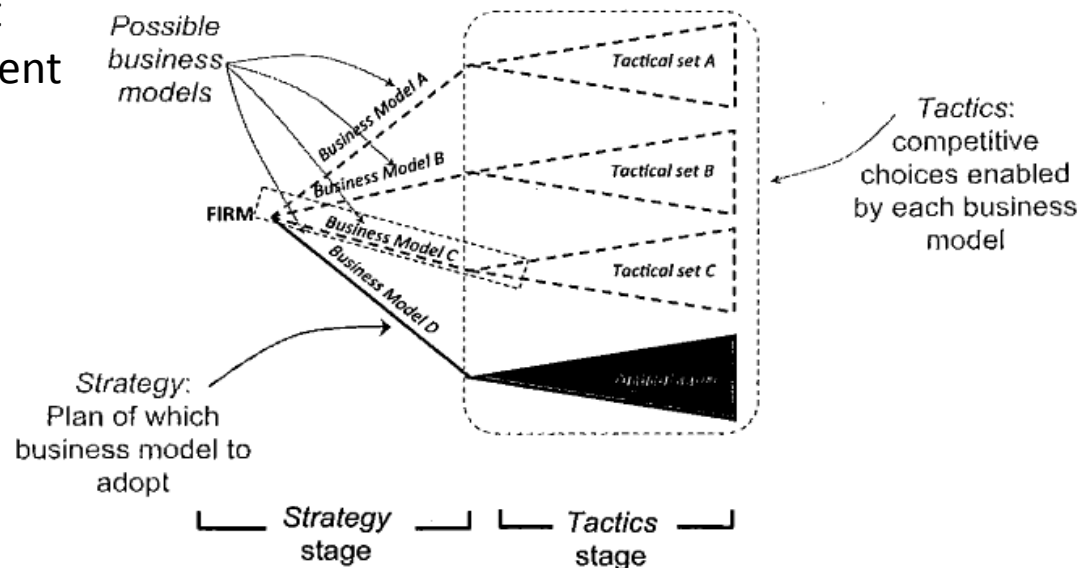 ent
Possible
business
models
Business Model A
Business Model B
Business Model C
Business Model D
FIRM
Tactical set A
Tactical set B
Tactical set C
Tactics:
competitive
choices enabled
by each business
model
Strategy:
Plan of which
business model to
adopt
Strategy
stage
Tactics
stage